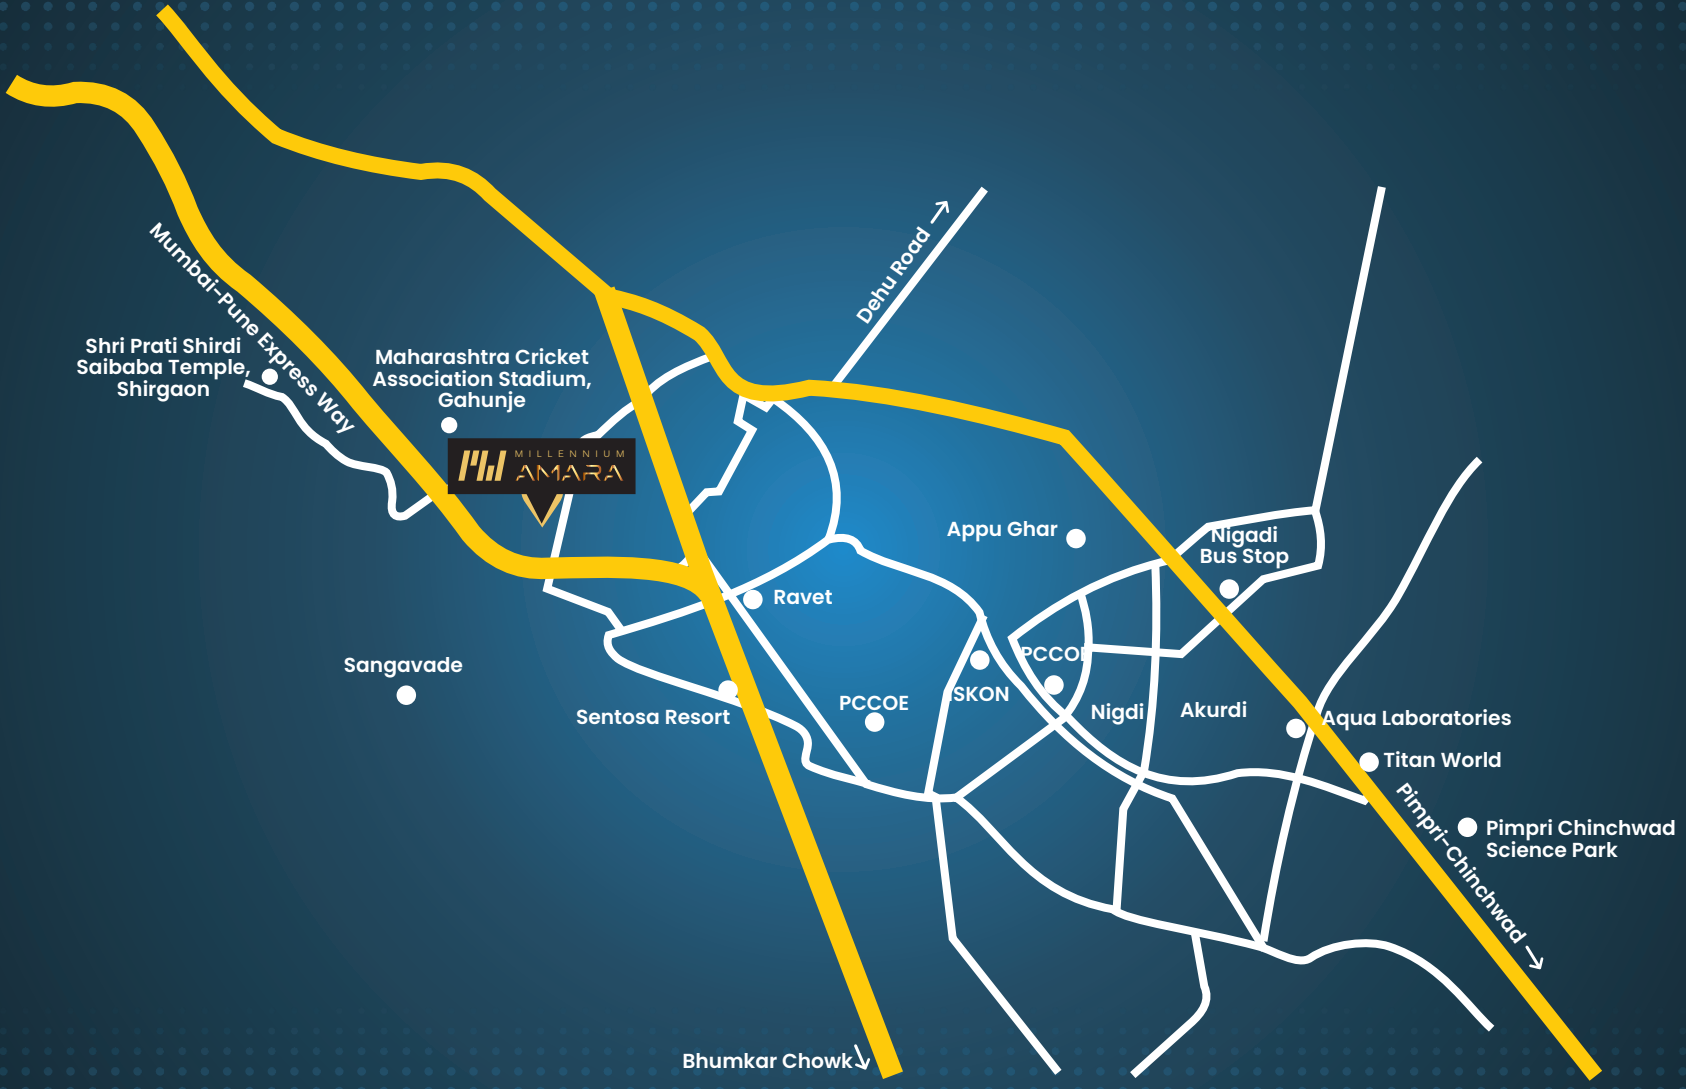 Dehu Road
Mumbai-Pune Express Way
Shri Prati Shirdi
Saibaba Temple,
Shirgaon
Maharashtra Cricket
Association Stadium,
Gahunje
MILLENNIUM
AMARA
Appu Ghar
Nigadi
Bus Stop
Ravet
Sangavade
PCCOE
ISKON
Sentosa Resort
PCCOE
Nigdi
Akurdi
Aqua Laboratories
Titan World
Pimpri-Chinchwad
Pimpri Chinchwad
Science Park
Bhumkar Chowk